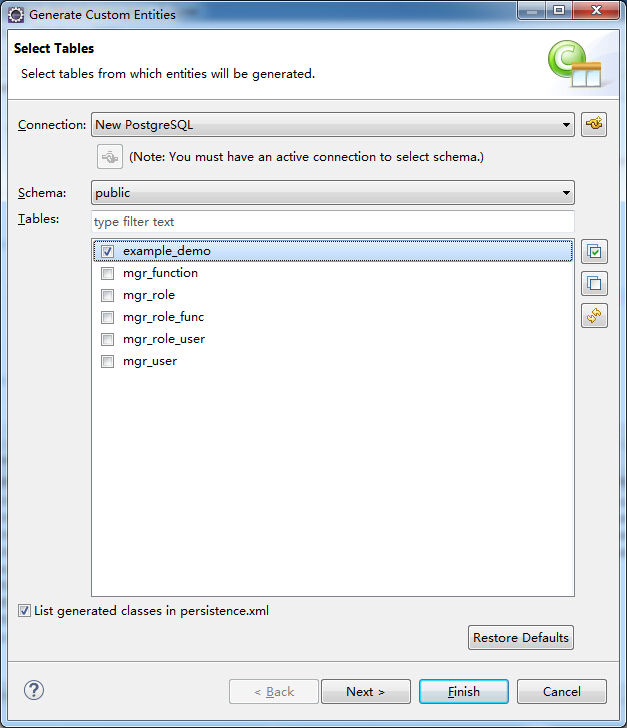 Generate Custom Entities
Select Tables
Select tables from which entities will be generated.
Connection: New PostgreSQL
(Note: You must have an active connection to select schema.)
Schema: public
Tables: type filter text
example_demo
mgr_function
mgr_role
mgr_role_func
mgr_role_user
mgr_user
List generated classes in persistence.xml
Restore Defaults
? < Back Next > Finish Cancel